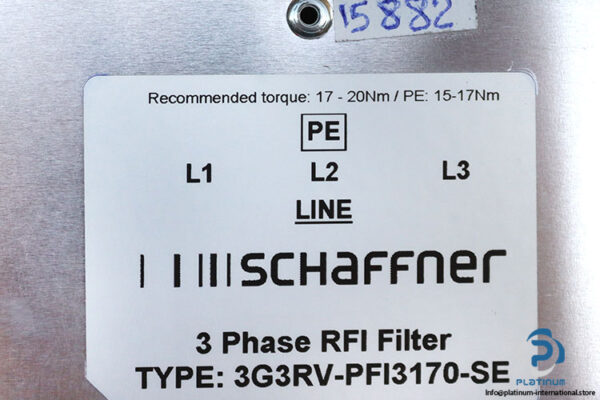 15882
Recommended torque: 17 - 20Nm / PE: 15-17Nm
PE
L1 L2 L3
LINE
SCHaFFner
3 Phase RFI Filter
TYPE: 3G3RV-PFI3170-SE
PLATINUM
Info@platinum-international.store